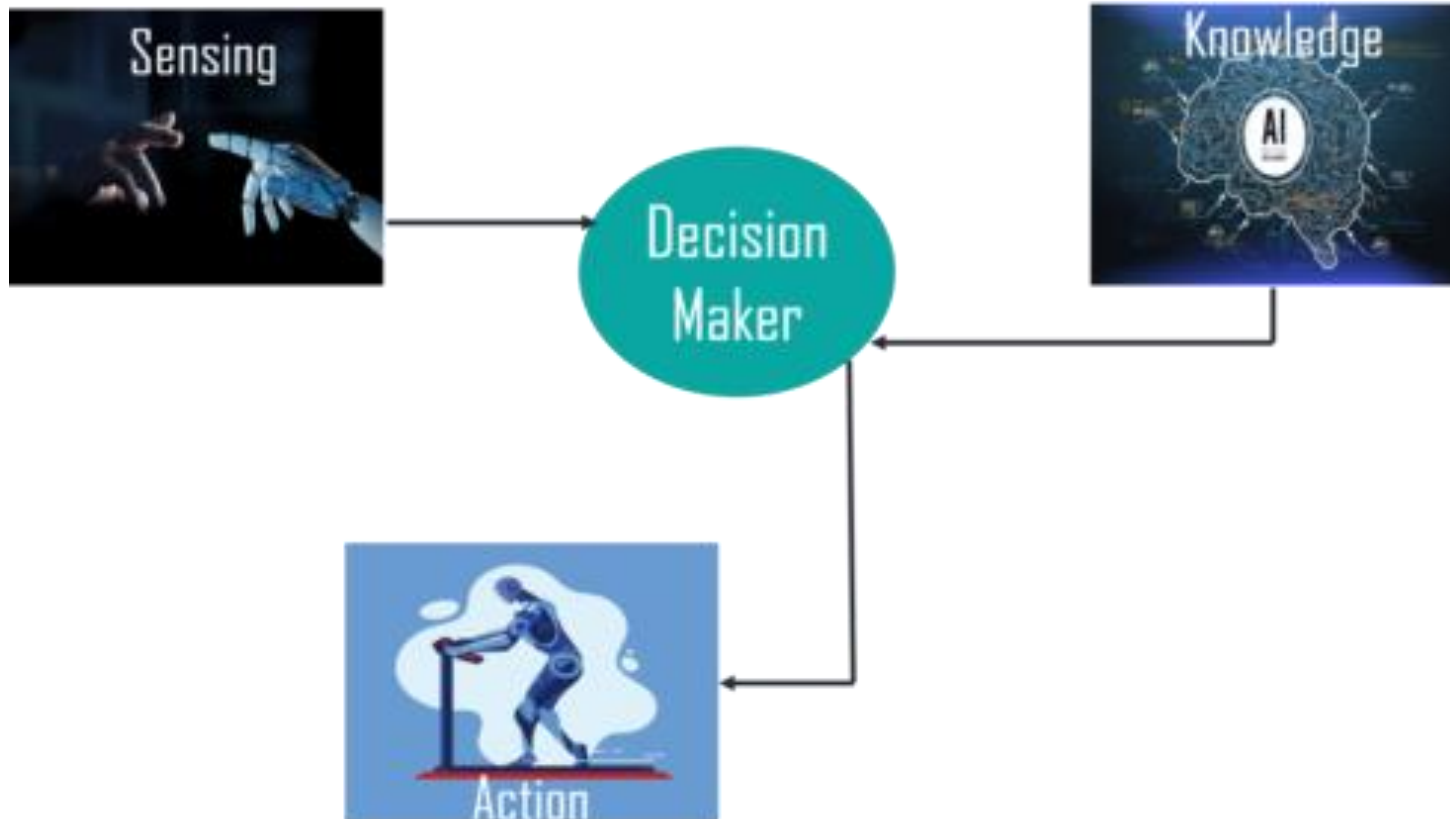 Sensing
Knowledge
AI
Decision
Maker
Action